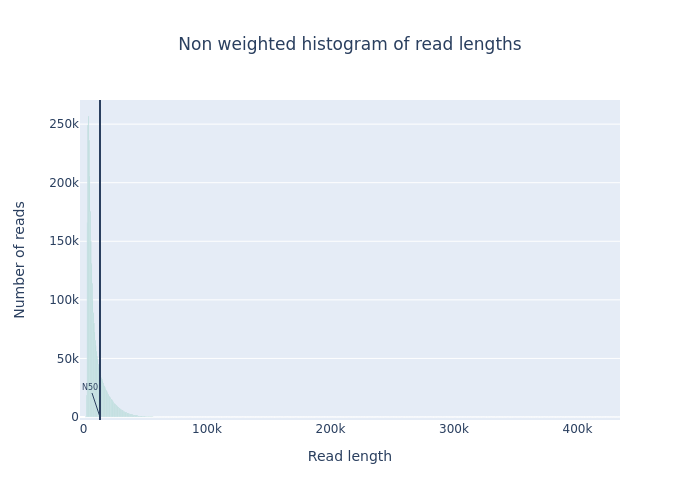 Non weighted histogram of read lengths
Number of reads
250k
200k
150k
100k
50k
0
N50
0 100k 200k 300k 400k
Read length